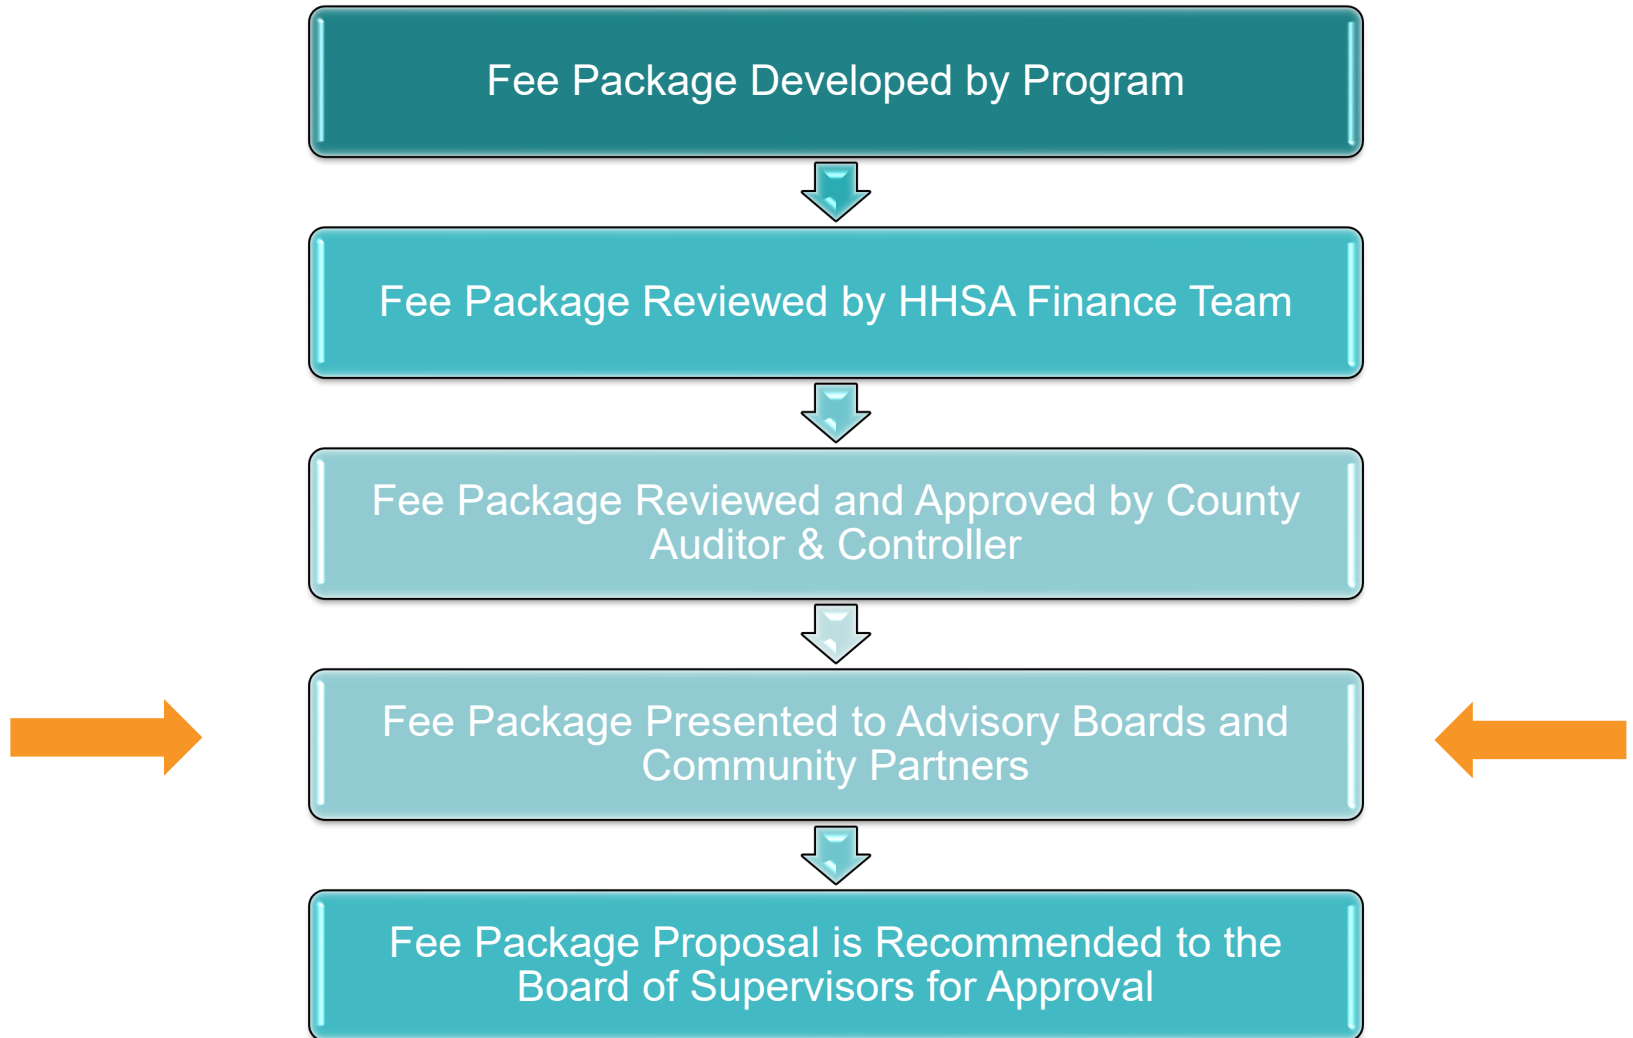 Fee Package Developed by Program
Fee Package Reviewed by HHSA Finance Team
Fee Package Reviewed and Approved by County
Auditor & Controller
Fee Package Presented to Advisory Boards and
Community Partners
Fee Package Proposal is Recommended to the
Board of Supervisors for Approval